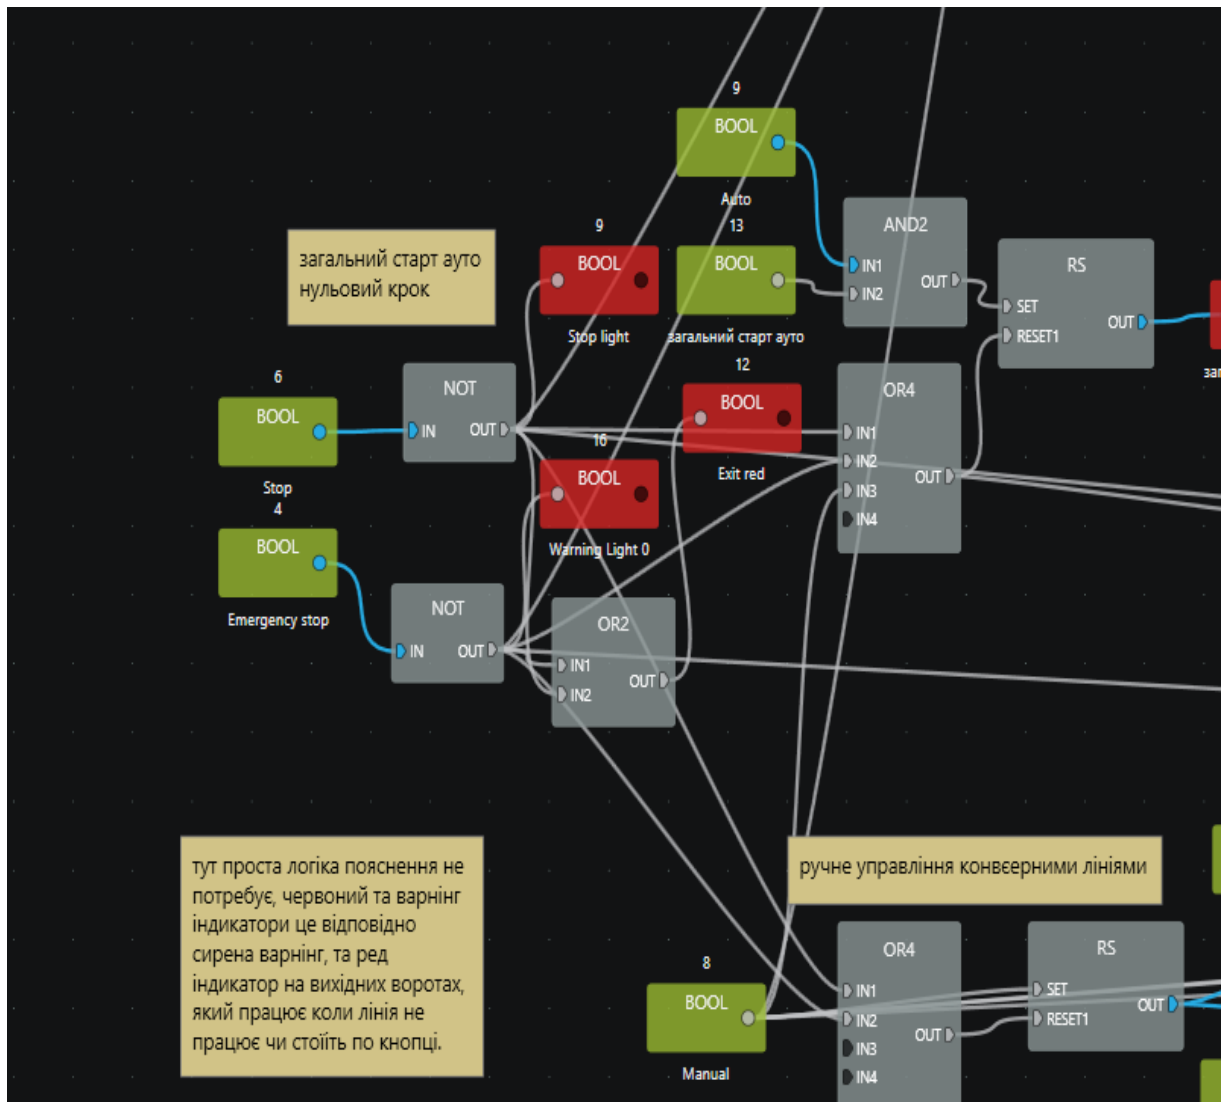 9
BOOL
Auto
13
BOOL
загальний старт ауто
AND2
IN1
IN2
OUT
RS
SET
RESET1
OUT
загальний старт ауто
нульовий крок
9
BOOL
Stop light
12
BOOL
Exit red
OR4
IN1
IN2
IN3
IN4
OUT
6
BOOL
Stop
NOT
IN
OUT
16
BOOL
Warning Light 0
4
BOOL
Emergency stop
NOT
IN
OUT
OR2
IN1
IN2
OUT
тут проста логіка пояснення не
потребує, червоний та варнінг
індикатори це відповідно
сирена варнінг, та ред
індикатор на вихідних воротах,
який працює коли лінія не
працює чи стоїїть по кнопці.
ручне управління конвєерними лініями
8
BOOL
Manual
OR4
IN1
IN2
IN3
IN4
OUT
RS
SET
RESET1
OUT